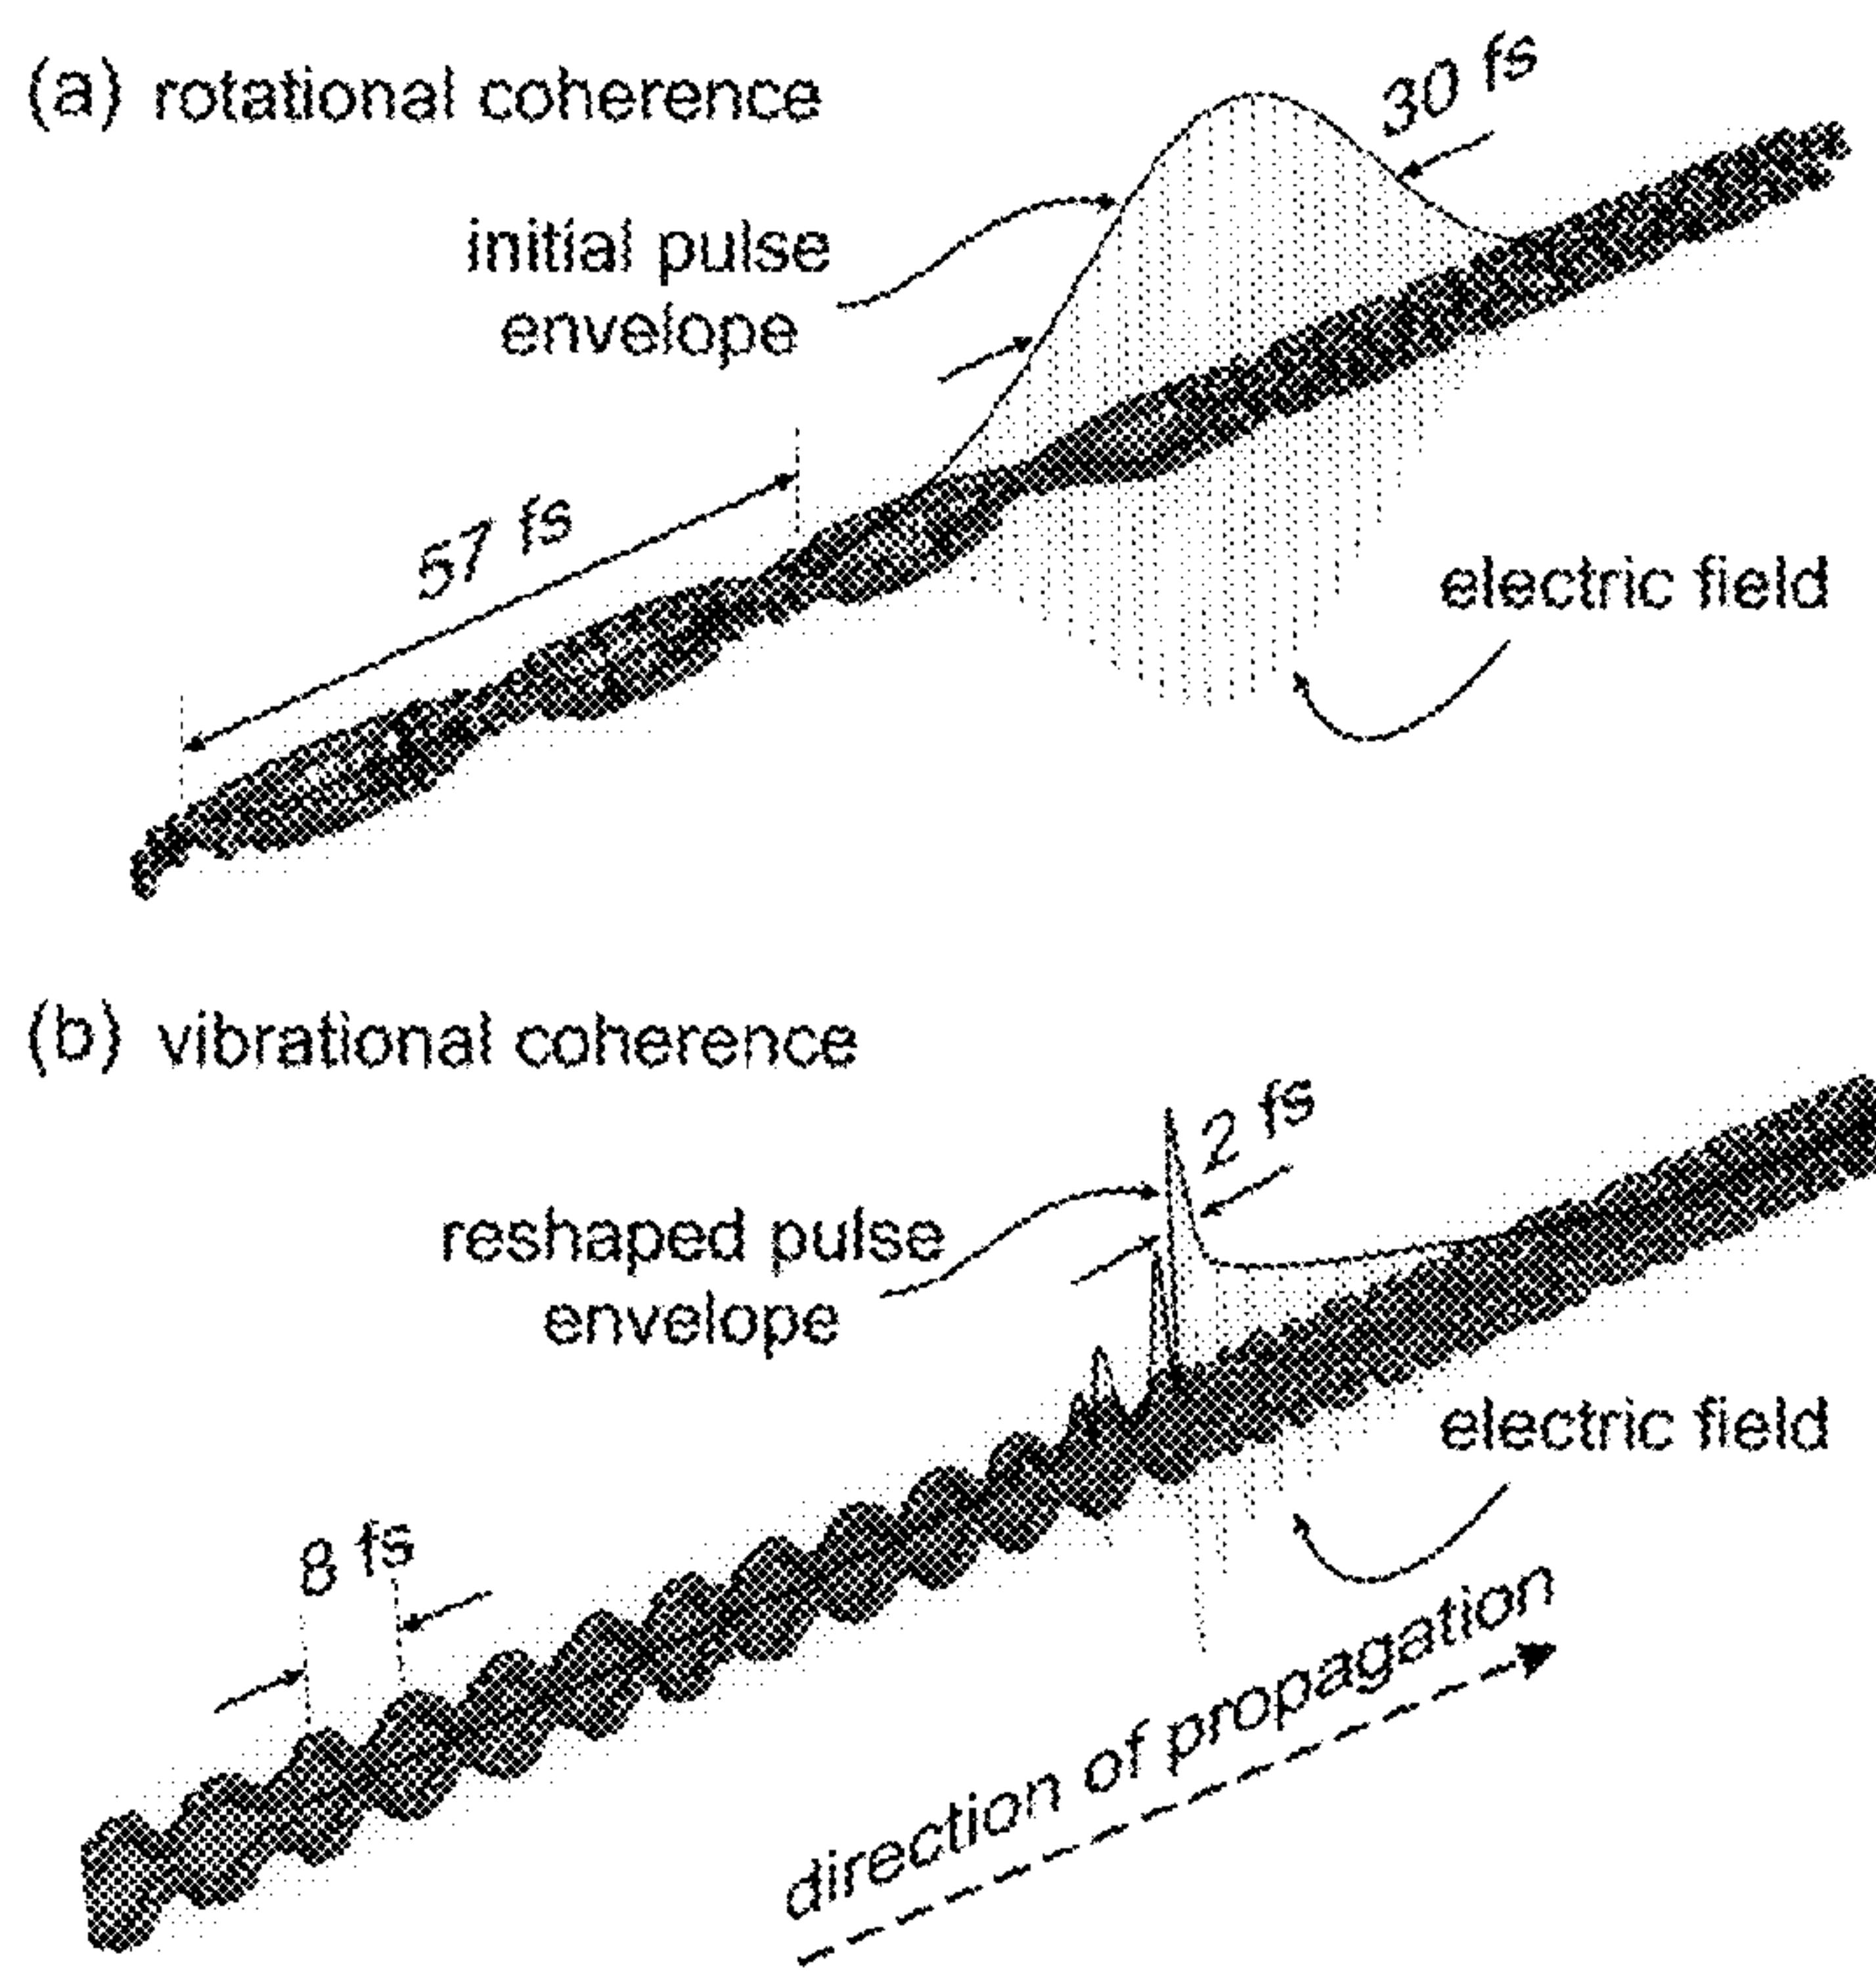 (a) rotational coherence
30 fs
initial pulse
envelope
57 fs
electric field
(b) vibrational coherence
2 fs
reshaped pulse
envelope
electric field
8 fs
direction of propagation